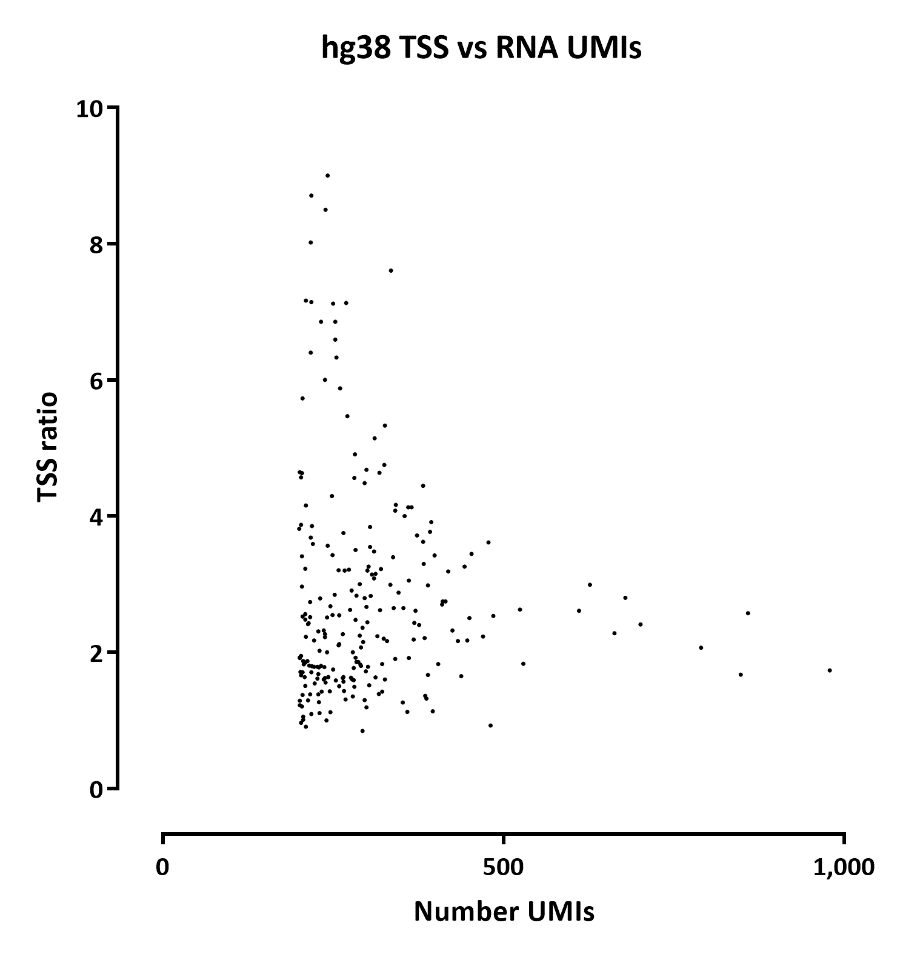 hg38 TSS vs RNA UMIs
10
8
6
4
2
0
TSS ratio
0 500 1,000
Number UMIs